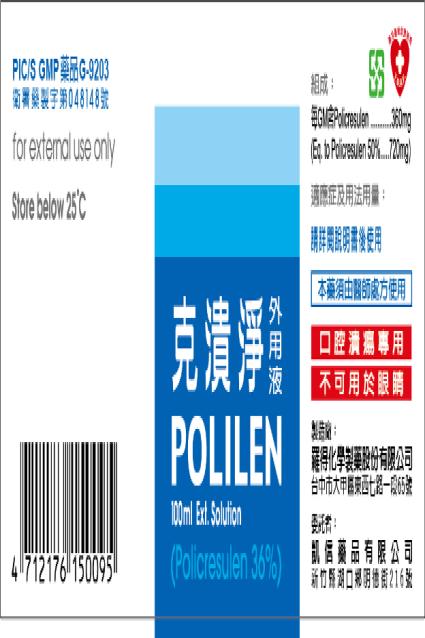 PIC/S GMP藥品G-9203
衛署藥製字第048148號
for external use only
Store below 25°C
4 712176 150095
克潰淨 外用液
POLILEN
100ml Ext. Solution
(Policresulen 36%)
組成：
每GM含Policresulen..........360mg
(Eq. to Policresulen 50%.....720mg)
適應症及用法用量：
請詳閱說明書後使用
本藥須由醫師處方使用
口腔潰瘍專用
不可用於眼睛
製造廠：
羅得化學製藥股份有限公司
台中市大甲區東西七路一段65號
委託者：
凱信藥品有限公司
新竹縣湖口鄉明德街216號